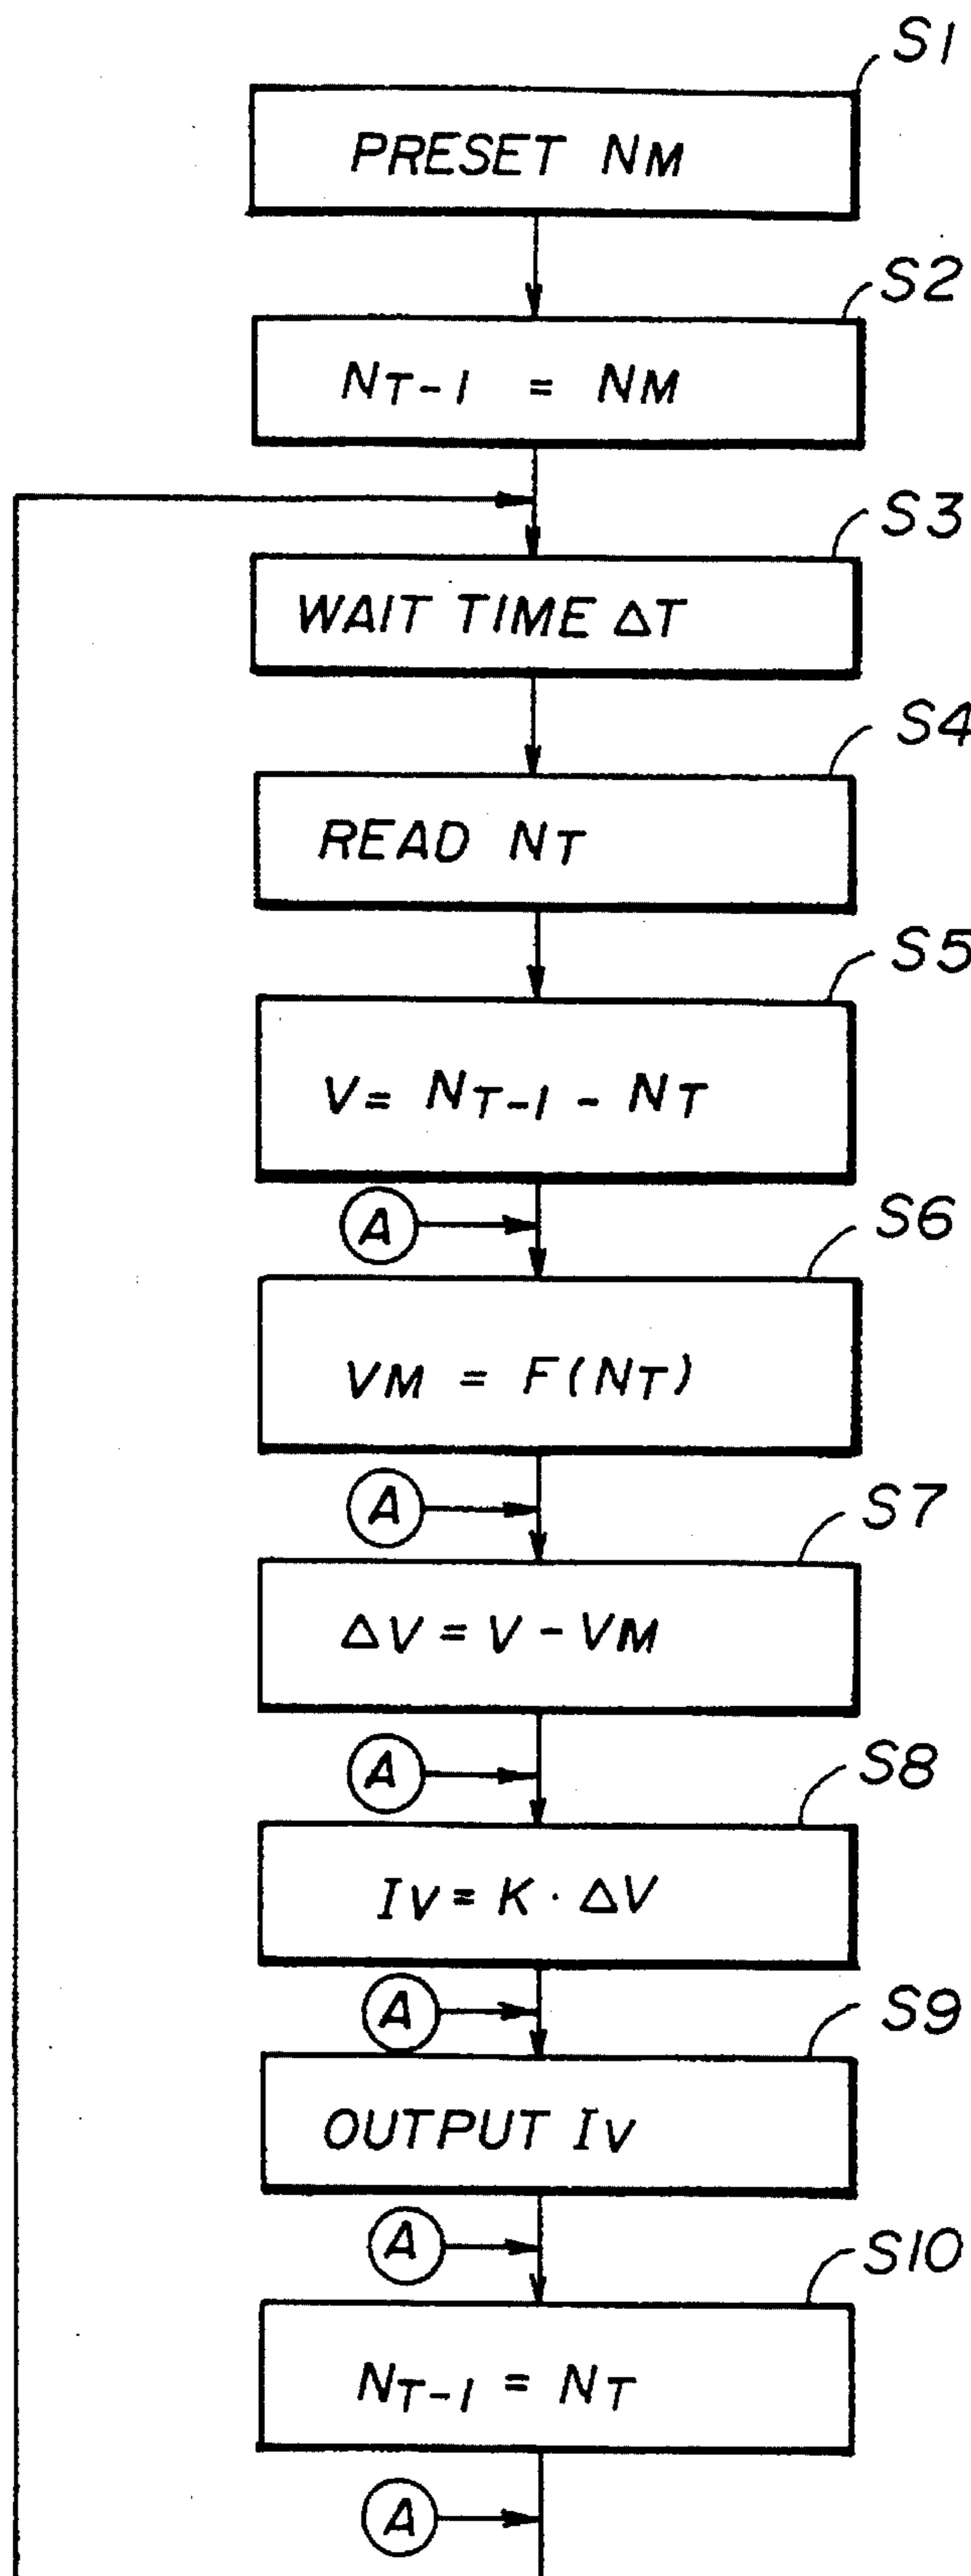 S1
PRESET NM
S2
NT-1 = NM
S3
WAIT TIME ΔT
S4
READ NT
S5
V= NT-1 - NT
A
S6
VM = F(NT)
A
S7
ΔV = V - VM
A
S8
IV = K · ΔV
A
S9
OUTPUT IV
A
S10
NT-1 = NT
A